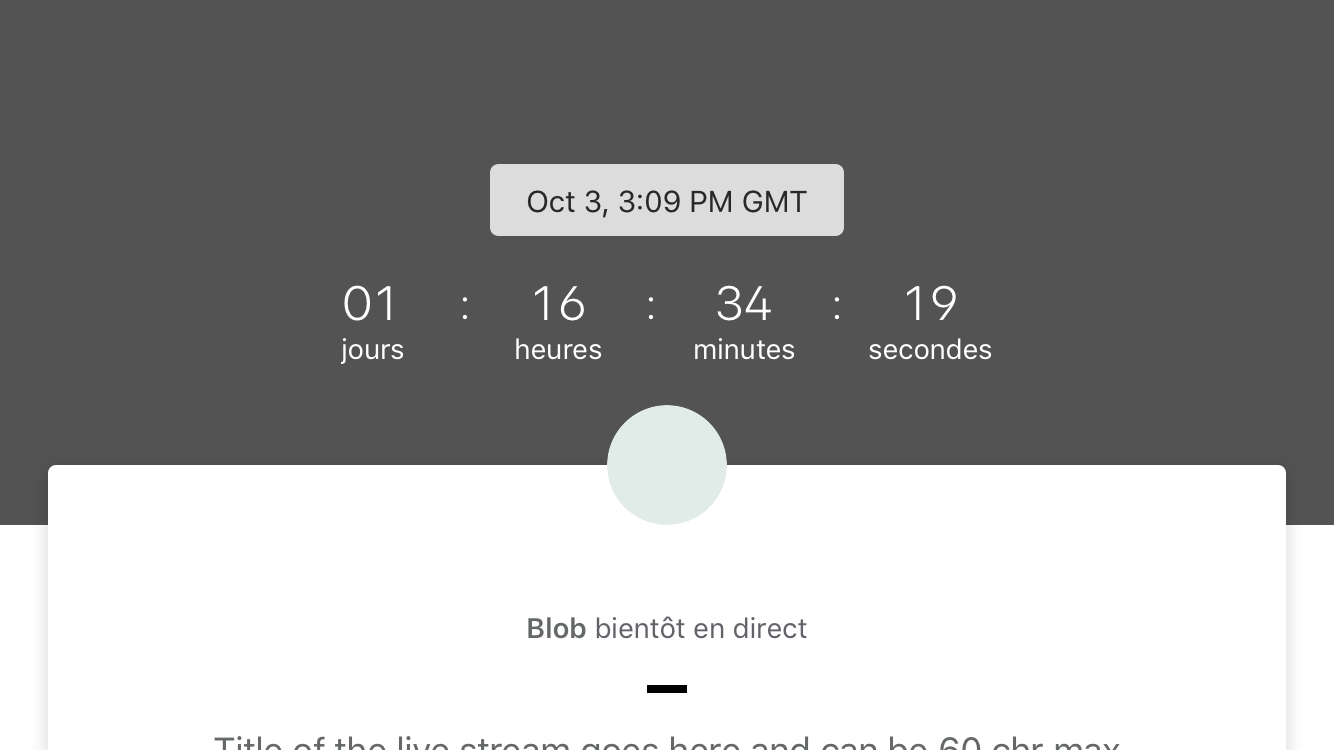 Oct 3, 3:09 PM GMT
01 : 16 : 34 : 19
jours heures minutes secondes
Blob bientôt en direct
Title of the live stream goes here and can be 60 chr max